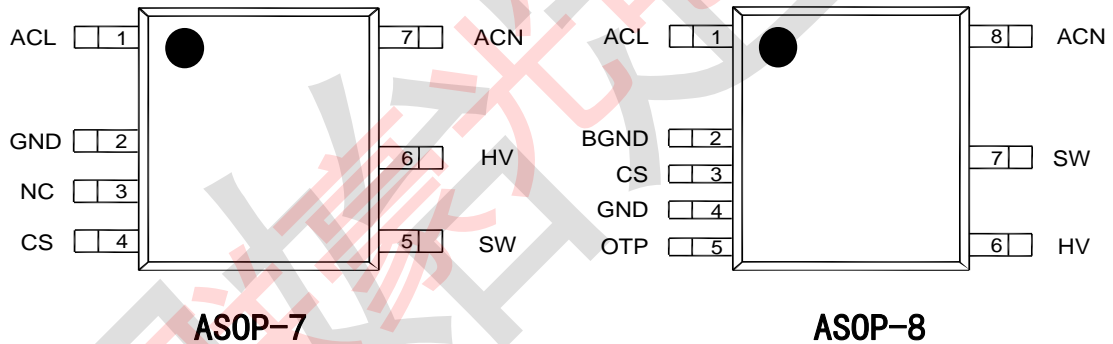 ACL 1 7 ACN
GND 2
6 HV
NC 3
CS 4 5 SW
ASOP-7
ACL 1 8 ACN
BGND 2
7 SW
CS 3
GND 4
OTP 5 6 HV
ASOP-8